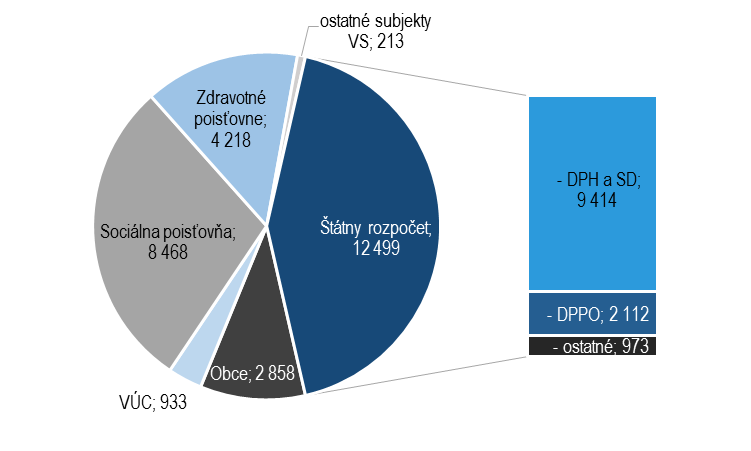 ostatné subjekty
VS; 213
Zdravotné
poisťovne;
4 218
- DPH a SD;
9 414
Sociálna poisťovňa;
8 468
Štátny rozpočet;
12 499
- DPPO; 2 112
- ostatné; 973
Obce; 2 858
VÚC; 933